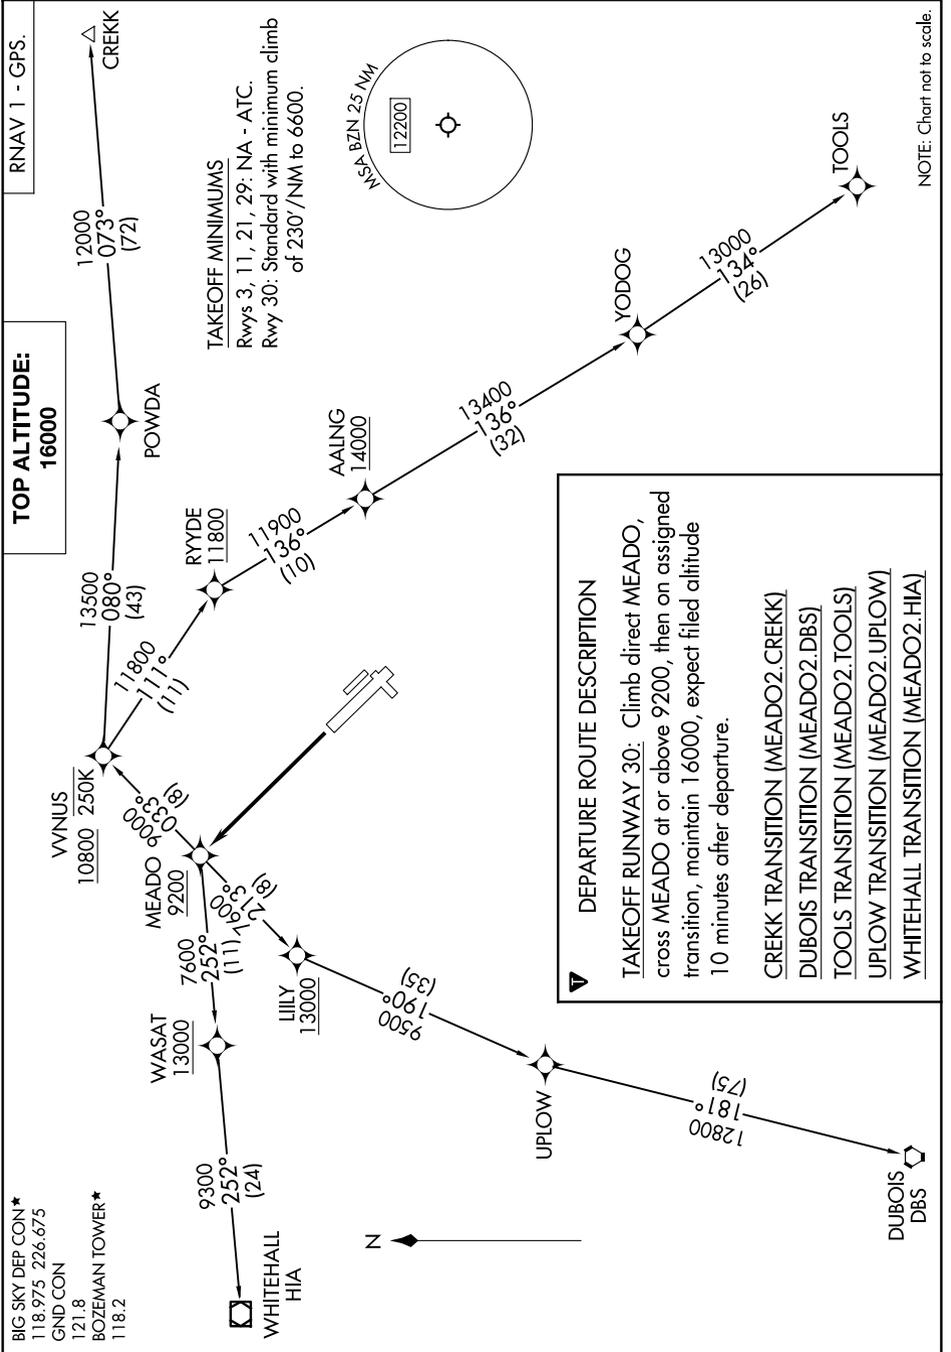 BIG SKY DEP CON★
118.975 226.675
GND CON
121.8
BOZEMAN TOWER★
118.2
TOP ALTITUDE:
16000
RNAV 1 - GPS.
VVNUS
10800 250K
13500
080°
(43)
POWDA
12000
073°
(72)
CREKK
11800
111°
(11)
RYYDE
11800
9000
033°
(8)
MEADO
9200
7600
252°
(11)
WASAT
13000
9300
252°
(24)
WHITEHALL
HIA
7600
213°
(8)
LIILY
13000
9500
190°
(35)
UPLOW
12800
181°
(75)
DUBOIS
DBS
11900
136°
(10)
AALNG
14000
13400
136°
(32)
YODOG
13000
134°
(26)
TOOLS
TAKEOFF MINIMUMS
Rwys 3, 11, 21, 29: NA - ATC.
Rwy 30: Standard with minimum climb
of 230'/NM to 6600.
MSA BZN 25 NM
12200
N
T
DEPARTURE ROUTE DESCRIPTION
TAKEOFF RUNWAY 30: Climb direct MEADO,
cross MEADO at or above 9200, then on assigned
transition, maintain 16000, expect filed altitude
10 minutes after departure.
CREKK TRANSITION (MEADO2.CREKK)
DUBOIS TRANSITION (MEADO2.DBS)
TOOLS TRANSITION (MEADO2.TOOLS)
UPLOW TRANSITION (MEADO2.UPLOW)
WHITEHALL TRANSITION (MEADO2.HIA)
NOTE: Chart not to scale.